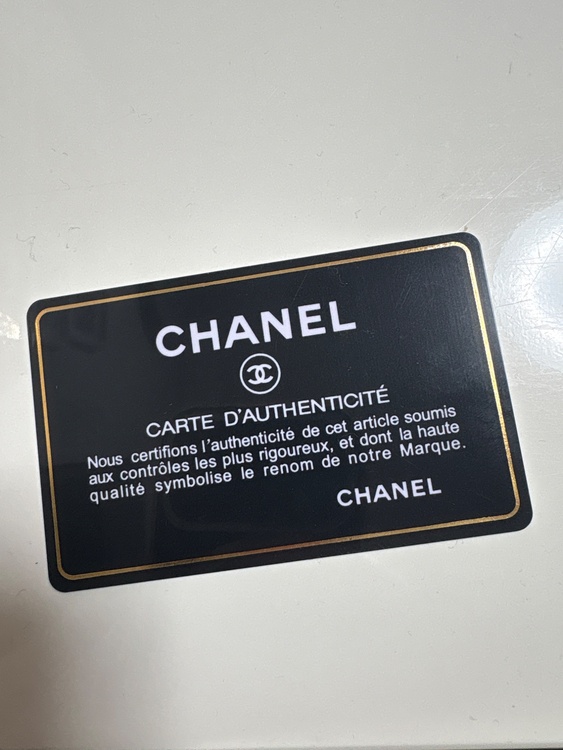 CHANEL
CARTE D'AUTHENTICITÉ
Nous certifions l'authenticité de cet article soumis
aux contrôles les plus rigoureux, et dont la haute
qualité symbolise le renom de notre Marque.
CHANEL